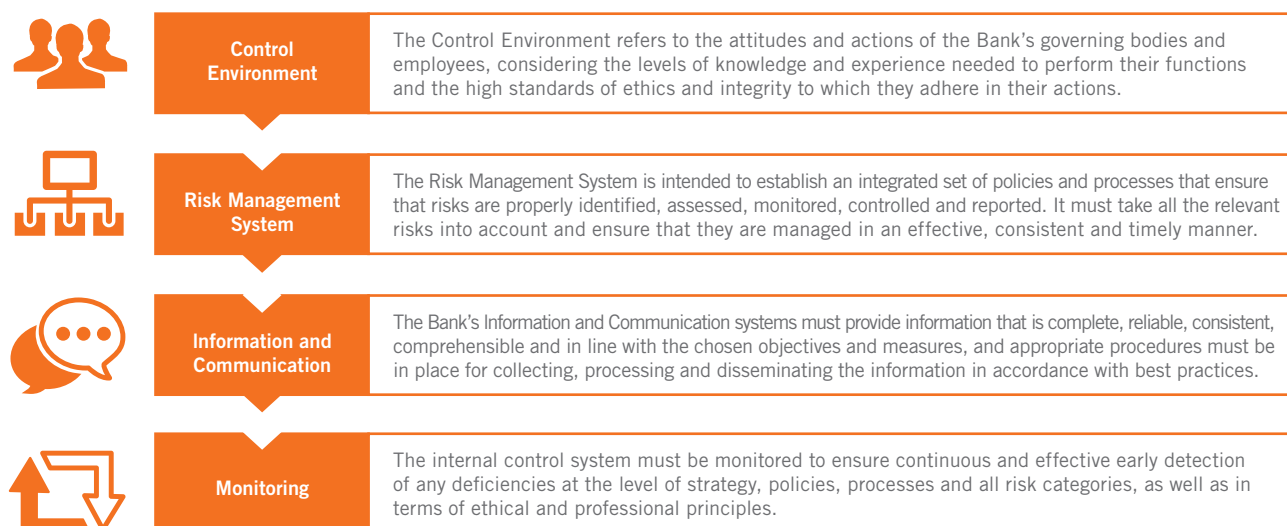 Control
Environment
The Control Environment refers to the attitudes and actions of the Bank’s governing bodies and
employees, considering the levels of knowledge and experience needed to perform their functions
and the high standards of ethics and integrity to which they adhere in their actions.
Risk Management
System
The Risk Management System is intended to establish an integrated set of policies and processes that ensure
that risks are properly identified, assessed, monitored, controlled and reported. It must take all the relevant
risks into account and ensure that they are managed in an effective, consistent and timely manner.
Information and
Communication
The Bank’s Information and Communication systems must provide information that is complete, reliable, consistent,
comprehensible and in line with the chosen objectives and measures, and appropriate procedures must be
in place for collecting, processing and disseminating the information in accordance with best practices.
Monitoring
The internal control system must be monitored to ensure continuous and effective early detection
of any deficiencies at the level of strategy, policies, processes and all risk categories, as well as in
terms of ethical and professional principles.